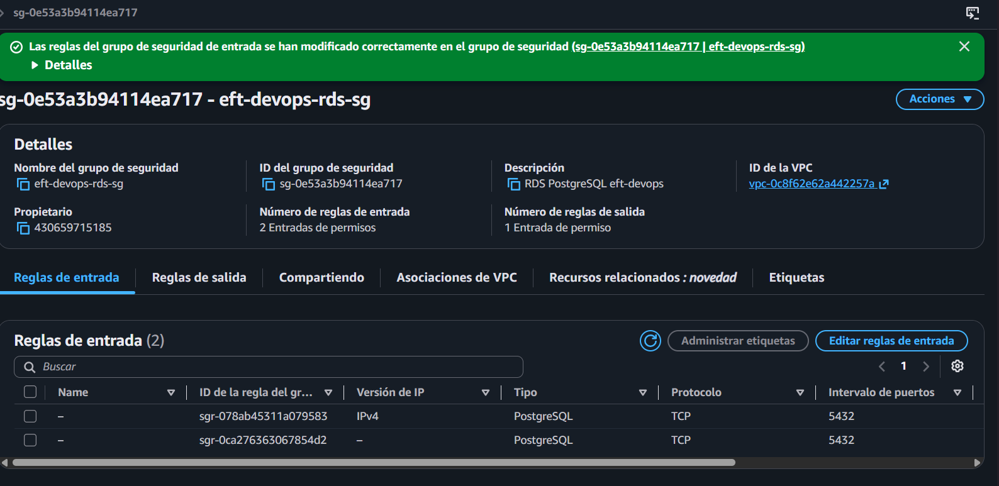 sg-0e53a3b94114ea717
Las reglas del grupo de seguridad de entrada se han modificado correctamente en el grupo de seguridad (sg-0e53a3b94114ea717 | eft-devops-rds-sg)
Detalles
sg-0e53a3b94114ea717 - eft-devops-rds-sg
Acciones
Detalles
Nombre del grupo de seguridad
eft-devops-rds-sg
ID del grupo de seguridad
sg-0e53a3b94114ea717
Descripción
RDS PostgreSQL eft-devops
ID de la VPC
vpc-0c8f62e62a442257a
Propietario
430659715185
Número de reglas de entrada
2 Entradas de permisos
Número de reglas de salida
1 Entrada de permiso
Reglas de entrada
Reglas de salida
Compartiendo
Asociaciones de VPC
Recursos relacionados : novedad
Etiquetas
Reglas de entrada (2)
Administrar etiquetas
Editar reglas de entrada
Buscar
1
Name ID de la regla del gr... Versión de IP Tipo Protocolo Intervalo de puertos
– sgr-078ab45311a079583 IPv4 PostgreSQL TCP 5432
– sgr-0ca276363067854d2 – PostgreSQL TCP 5432